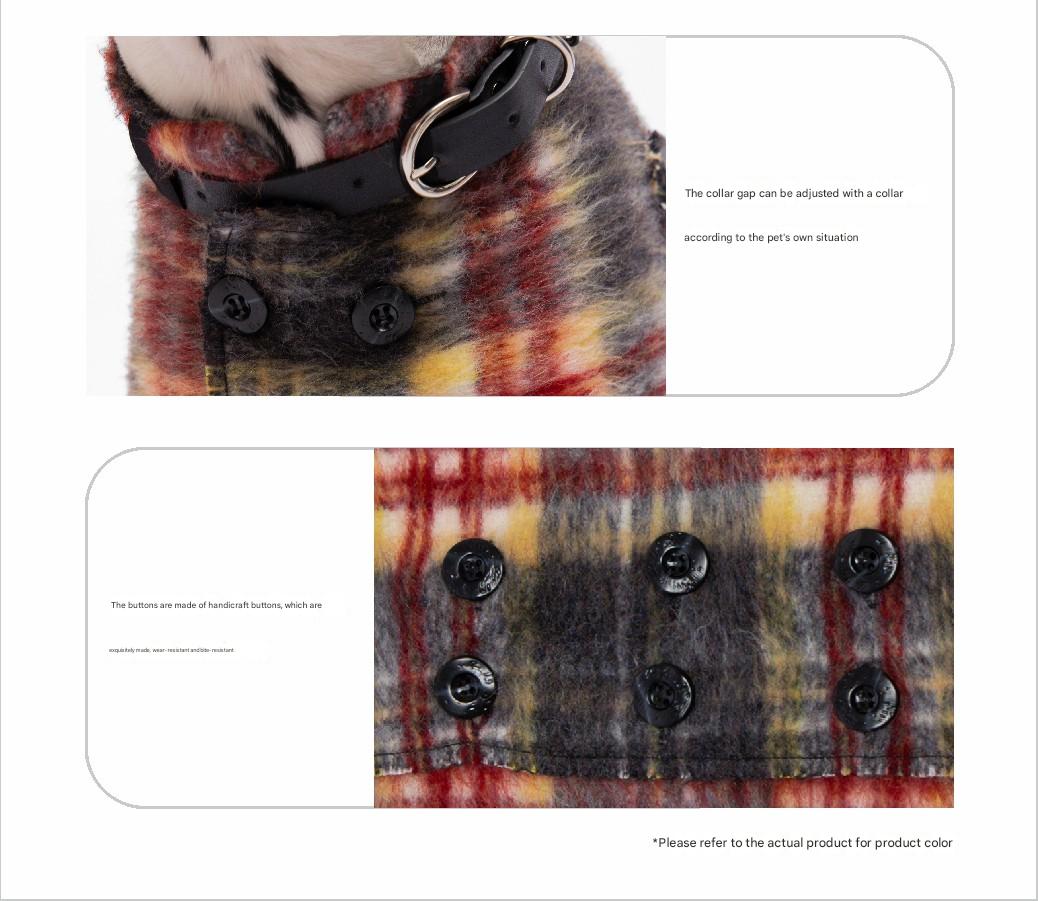 The collar gap can be adjusted with a collar
according to the pet's own situation
The buttons are made of handicraft buttons, which are
exquisitely made, wear-resistant and bite-resistant
*Please refer to the actual product for product color